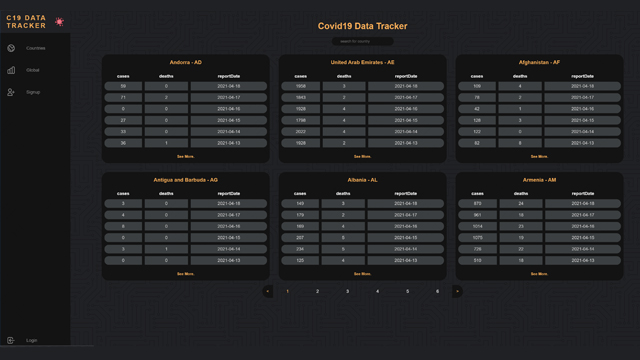 C19 DATA
TRACKER
Countries
Global
Signup
Login
Covid19 Data Tracker
search for country
Andorra - AD
cases deaths reportDate
59 0 2021-04-18
71 2 2021-04-17
0 0 2021-04-16
27 0 2021-04-15
33 0 2021-04-14
36 1 2021-04-13
See More.
United Arab Emirates - AE
cases deaths reportDate
1958 3 2021-04-18
1843 2 2021-04-17
1928 4 2021-04-16
1798 4 2021-04-15
2022 4 2021-04-14
1928 2 2021-04-13
See More.
Afghanistan - AF
cases deaths reportDate
109 4 2021-04-18
78 2 2021-04-17
42 1 2021-04-16
128 3 2021-04-15
122 0 2021-04-14
82 8 2021-04-13
See More.
Antigua and Barbuda - AG
cases deaths reportDate
3 0 2021-04-18
4 0 2021-04-17
6 0 2021-04-16
0 0 2021-04-15
3 1 2021-04-14
0 0 2021-04-13
See More.
Albania - AL
cases deaths reportDate
149 3 2021-04-18
179 2 2021-04-17
169 4 2021-04-16
207 5 2021-04-15
234 5 2021-04-14
120 4 2021-04-13
See More.
Armenia - AM
cases deaths reportDate
879 24 2021-04-18
961 18 2021-04-17
1014 23 2021-04-16
1075 19 2021-04-15
728 22 2021-04-14
510 18 2021-04-13
See More.
< 1 2 3 4 5 6 >